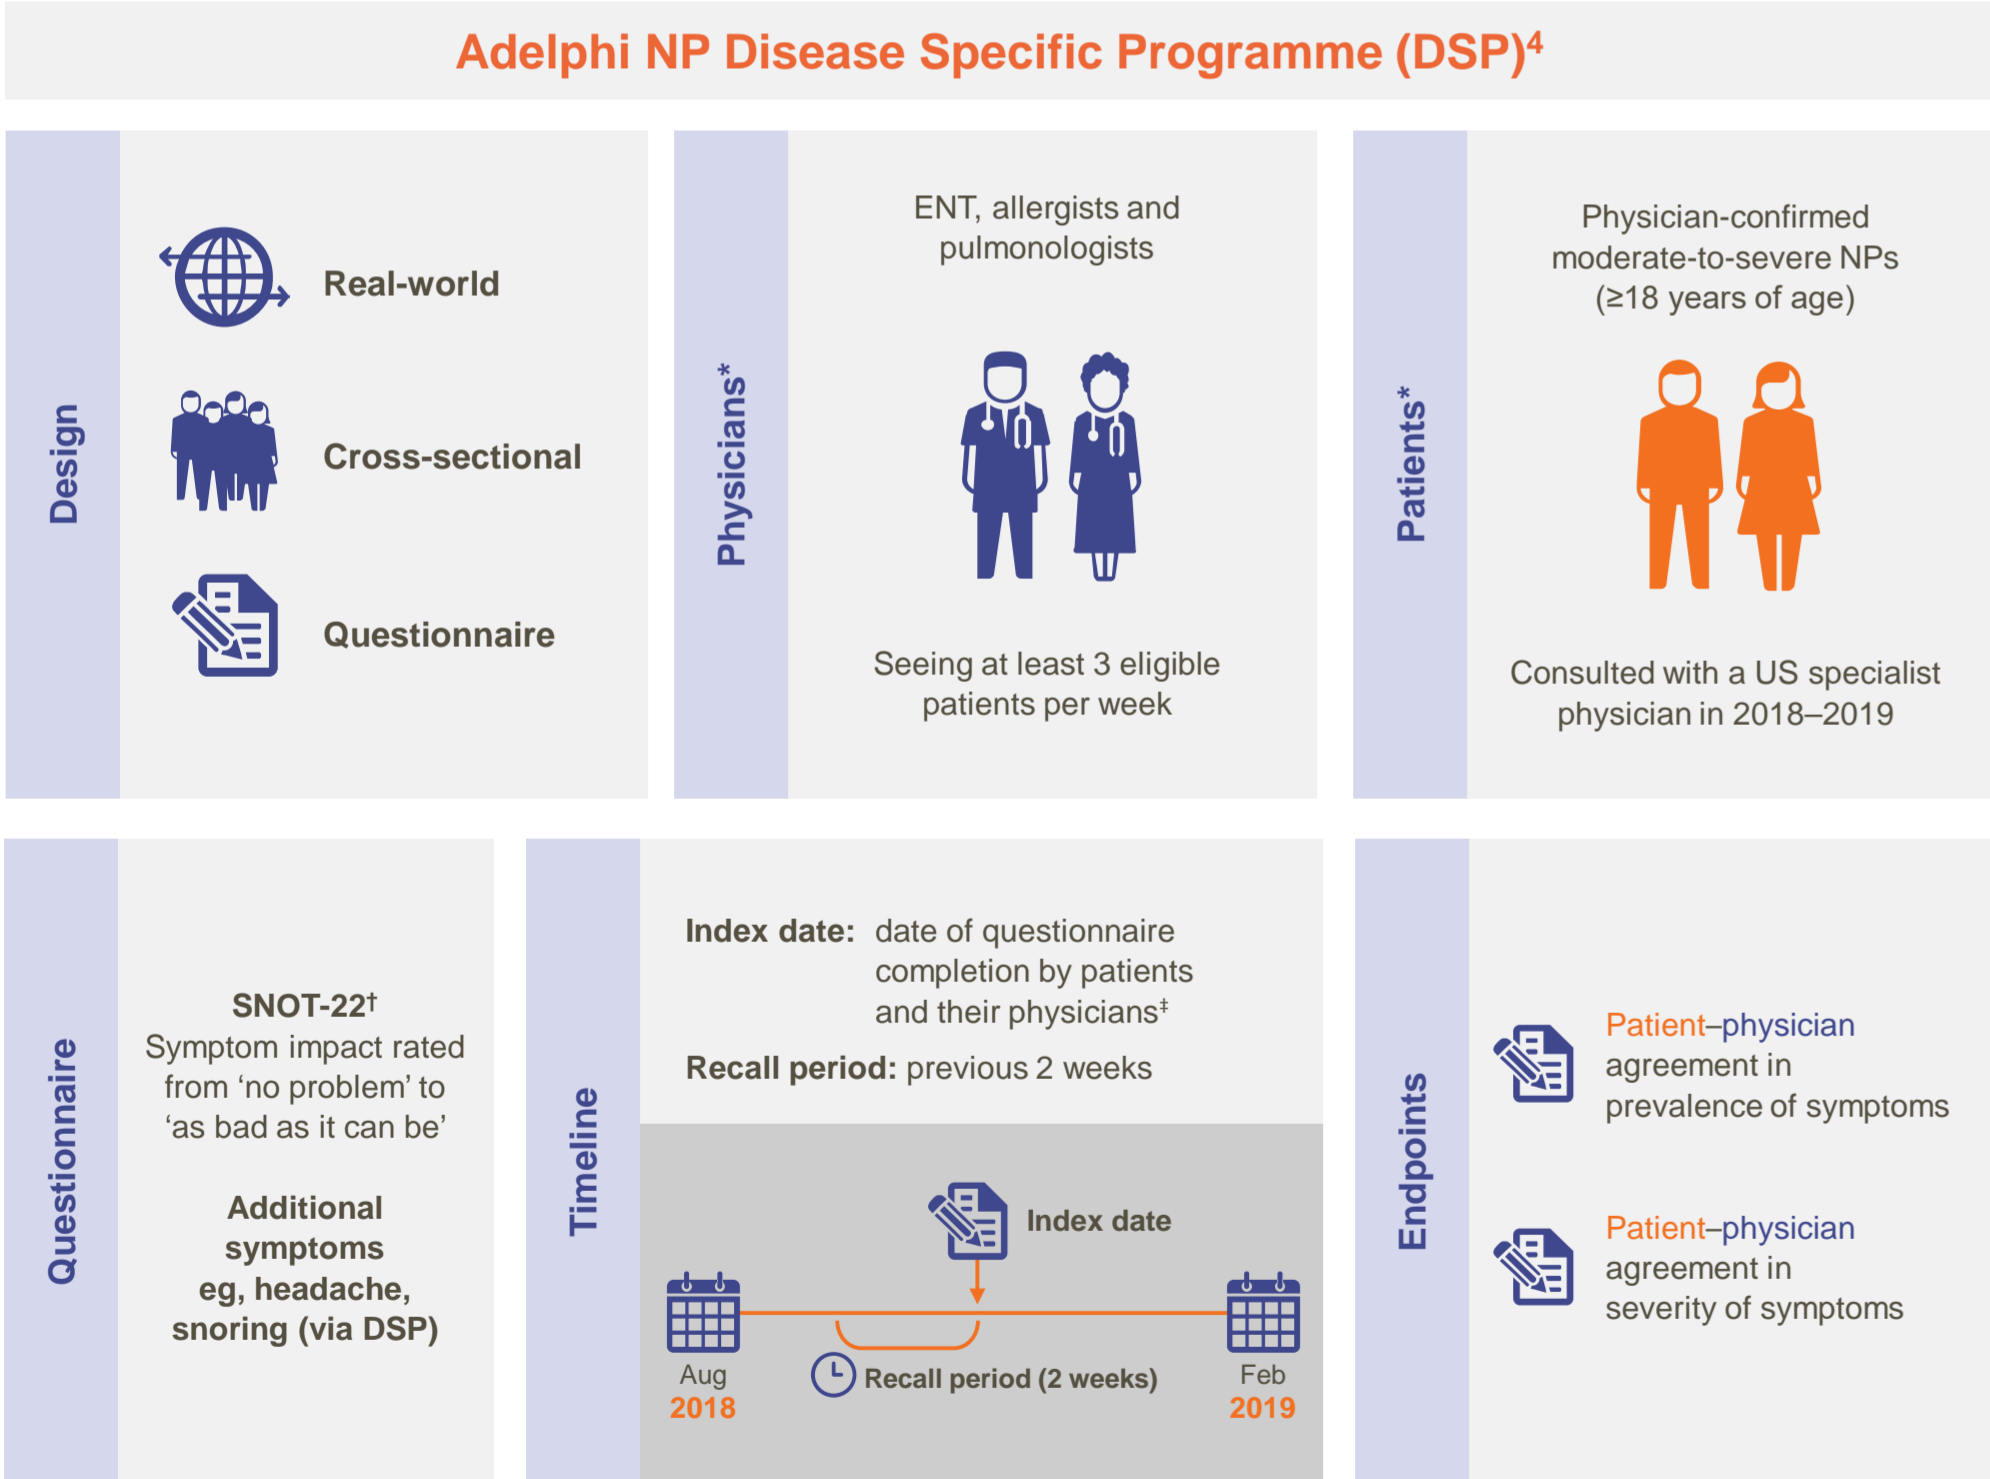 Adelphi NP Disease Specific Programme (DSP)⁴
Design
Real-world
Cross-sectional
Questionnaire
Physicians*
ENT, allergists and
pulmonologists
Seeing at least 3 eligible
patients per week
Patients*
Physician-confirmed
moderate-to-severe NPs
(≥18 years of age)
Consulted with a US specialist
physician in 2018–2019
Questionnaire
SNOT-22†
Symptom impact rated
from ‘no problem’ to
‘as bad as it can be’
Additional
symptoms
eg, headache,
snoring (via DSP)
Timeline
Index date: date of questionnaire
completion by patients
and their physicians‡
Recall period: previous 2 weeks
Index date
Recall period (2 weeks)
Aug
2018
Feb
2019
Endpoints
Patient–physician
agreement in
prevalence of symptoms
Patient–physician
agreement in
severity of symptoms